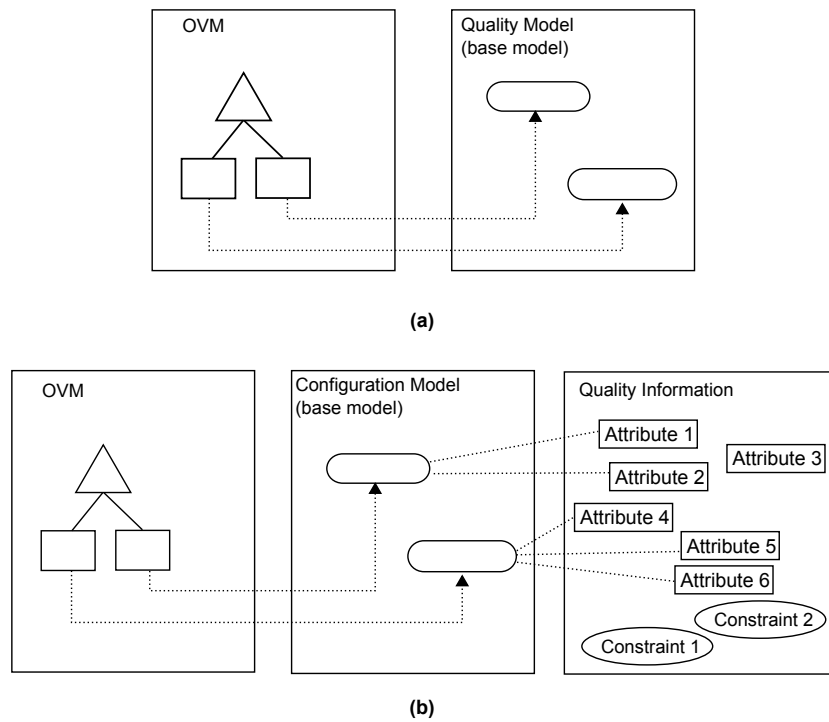 OVM
Quality Model
(base model)
(a)
OVM
Configuration Model
(base model)
Quality Information
Attribute 1
Attribute 3
Attribute 2
Attribute 4
Attribute 5
Attribute 6
Constraint 2
Constraint 1
(b)